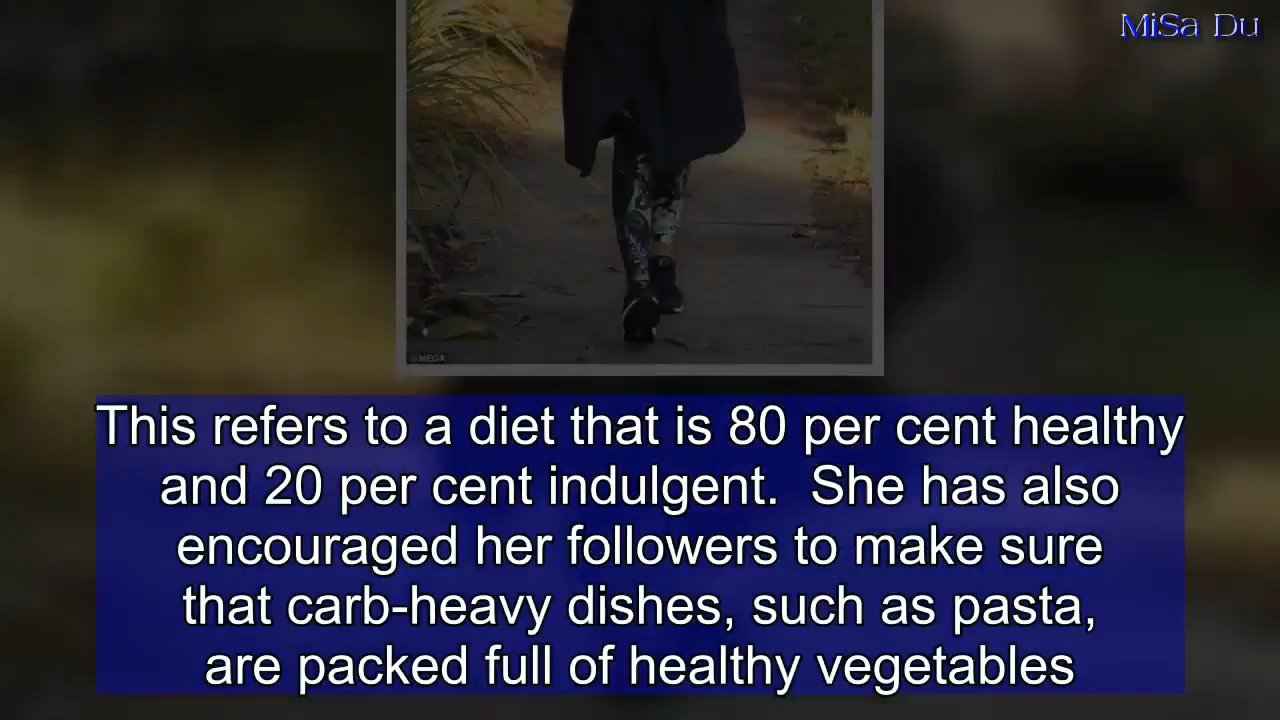 MiSa Du
© MEGA
This refers to a diet that is 80 per cent healthy
and 20 per cent indulgent.  She has also
encouraged her followers to make sure
that carb-heavy dishes, such as pasta,
are packed full of healthy vegetables